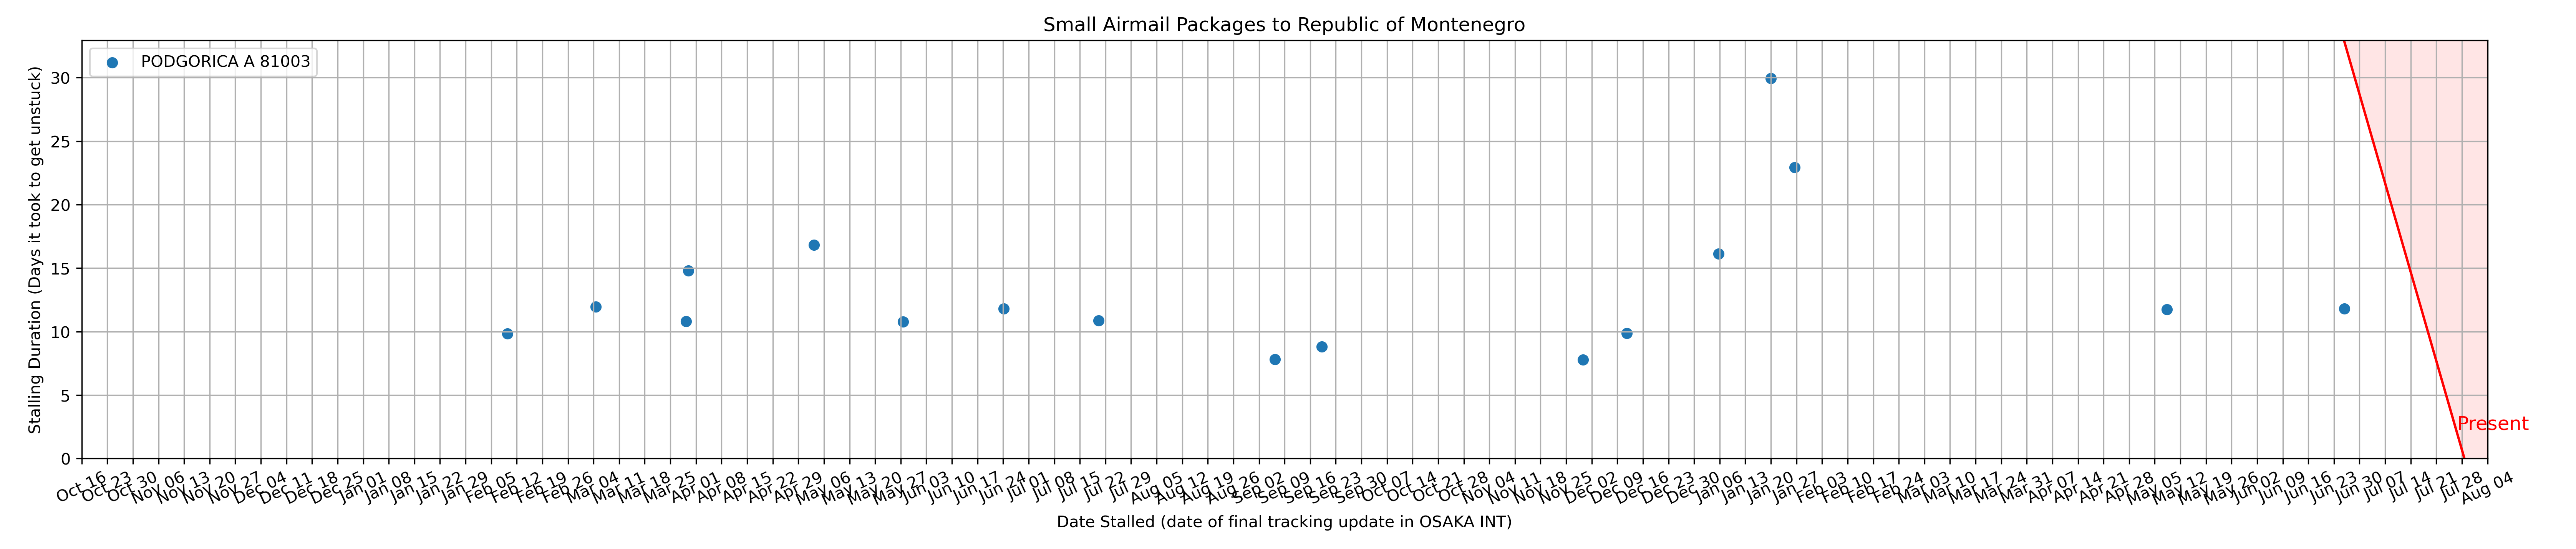 Small Airmail Packages to Republic of Montenegro
PODGORICA A 81003
Stalling Duration (Days it took to get unstuck)
30
25
20
15
10
5
0
Present
Oct 16
Oct 23
Oct 30
Nov 06
Nov 13
Nov 20
Nov 27
Dec 04
Dec 11
Dec 18
Dec 25
Jan 01
Jan 08
Jan 15
Jan 22
Jan 29
Feb 05
Feb 12
Feb 19
Feb 26
Mar 04
Mar 11
Mar 18
Mar 25
Apr 01
Apr 08
Apr 15
Apr 22
Apr 29
May 06
May 13
May 20
May 27
Jun 03
Jun 10
Jun 17
Jun 24
Jul 01
Jul 08
Jul 15
Jul 22
Jul 29
Aug 05
Aug 12
Aug 19
Aug 26
Sep 02
Sep 09
Sep 16
Sep 23
Sep 30
Oct 07
Oct 14
Oct 21
Oct 28
Nov 04
Nov 11
Nov 18
Nov 25
Dec 02
Dec 09
Dec 16
Dec 23
Dec 30
Jan 06
Jan 13
Jan 20
Jan 27
Feb 03
Feb 10
Feb 17
Feb 24
Mar 03
Mar 10
Mar 17
Mar 24
Mar 31
Apr 07
Apr 14
Apr 21
Apr 28
May 05
May 12
May 19
May 26
Jun 02
Jun 09
Jun 16
Jun 23
Jun 30
Jul 07
Jul 14
Jul 21
Jul 28
Aug 04
Date Stalled (date of final tracking update in OSAKA INT)